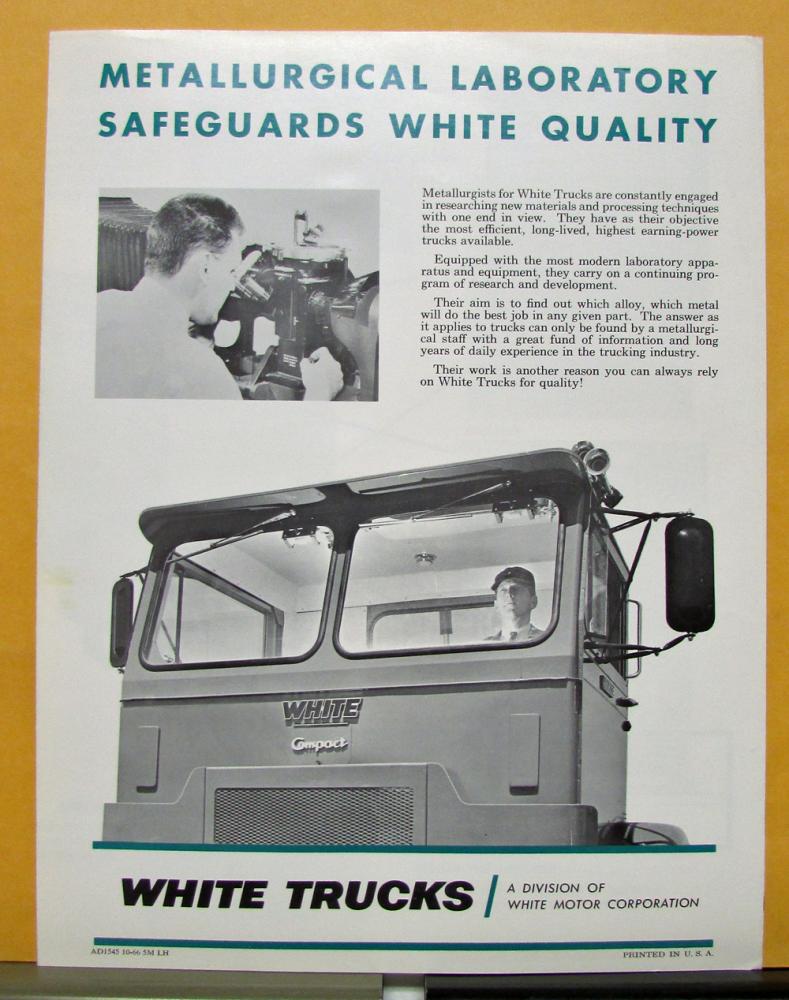 METALLURGICAL LABORATORY
SAFEGUARDS WHITE QUALITY
Metallurgists for White Trucks are constantly engaged
in researching new materials and processing techniques
with one end in view. They have as their objective
the most efficient, long-lived, highest earning-power
trucks available.
Equipped with the most modern laboratory appa-
ratus and equipment, they carry on a continuing pro-
gram of research and development.
Their aim is to find out which alloy, which metal
will do the best job in any given part. The answer as
it applies to trucks can only be found by a metallurgi-
cal staff with a great fund of information and long
years of daily experience in the trucking industry.
Their work is another reason you can always rely
on White Trucks for quality!
WHITE
Compact
WHITE TRUCKS
A DIVISION OF
WHITE MOTOR CORPORATION
AD1545 10-66 5M LH
PRINTED IN U. S. A.